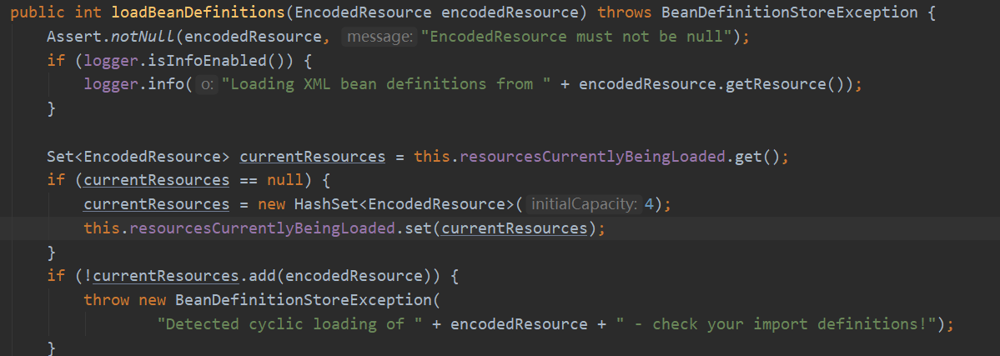 public int loadBeanDefinitions(EncodedResource encodedResource) throws BeanDefinitionStoreException {
Assert.notNull(encodedResource, message: "EncodedResource must not be null");
if (logger.isInfoEnabled()) {
logger.info( o: "Loading XML bean definitions from " + encodedResource.getResource());
}
Set<EncodedResource> currentResources = this.resourcesCurrentlyBeingLoaded.get();
if (currentResources == null) {
currentResources = new HashSet<EncodedResource>( initialCapacity: 4);
this.resourcesCurrentlyBeingLoaded.set(currentResources);
}
if (!currentResources.add(encodedResource)) {
throw new BeanDefinitionStoreException(
"Detected cyclic loading of " + encodedResource + " - check your import definitions!");
}